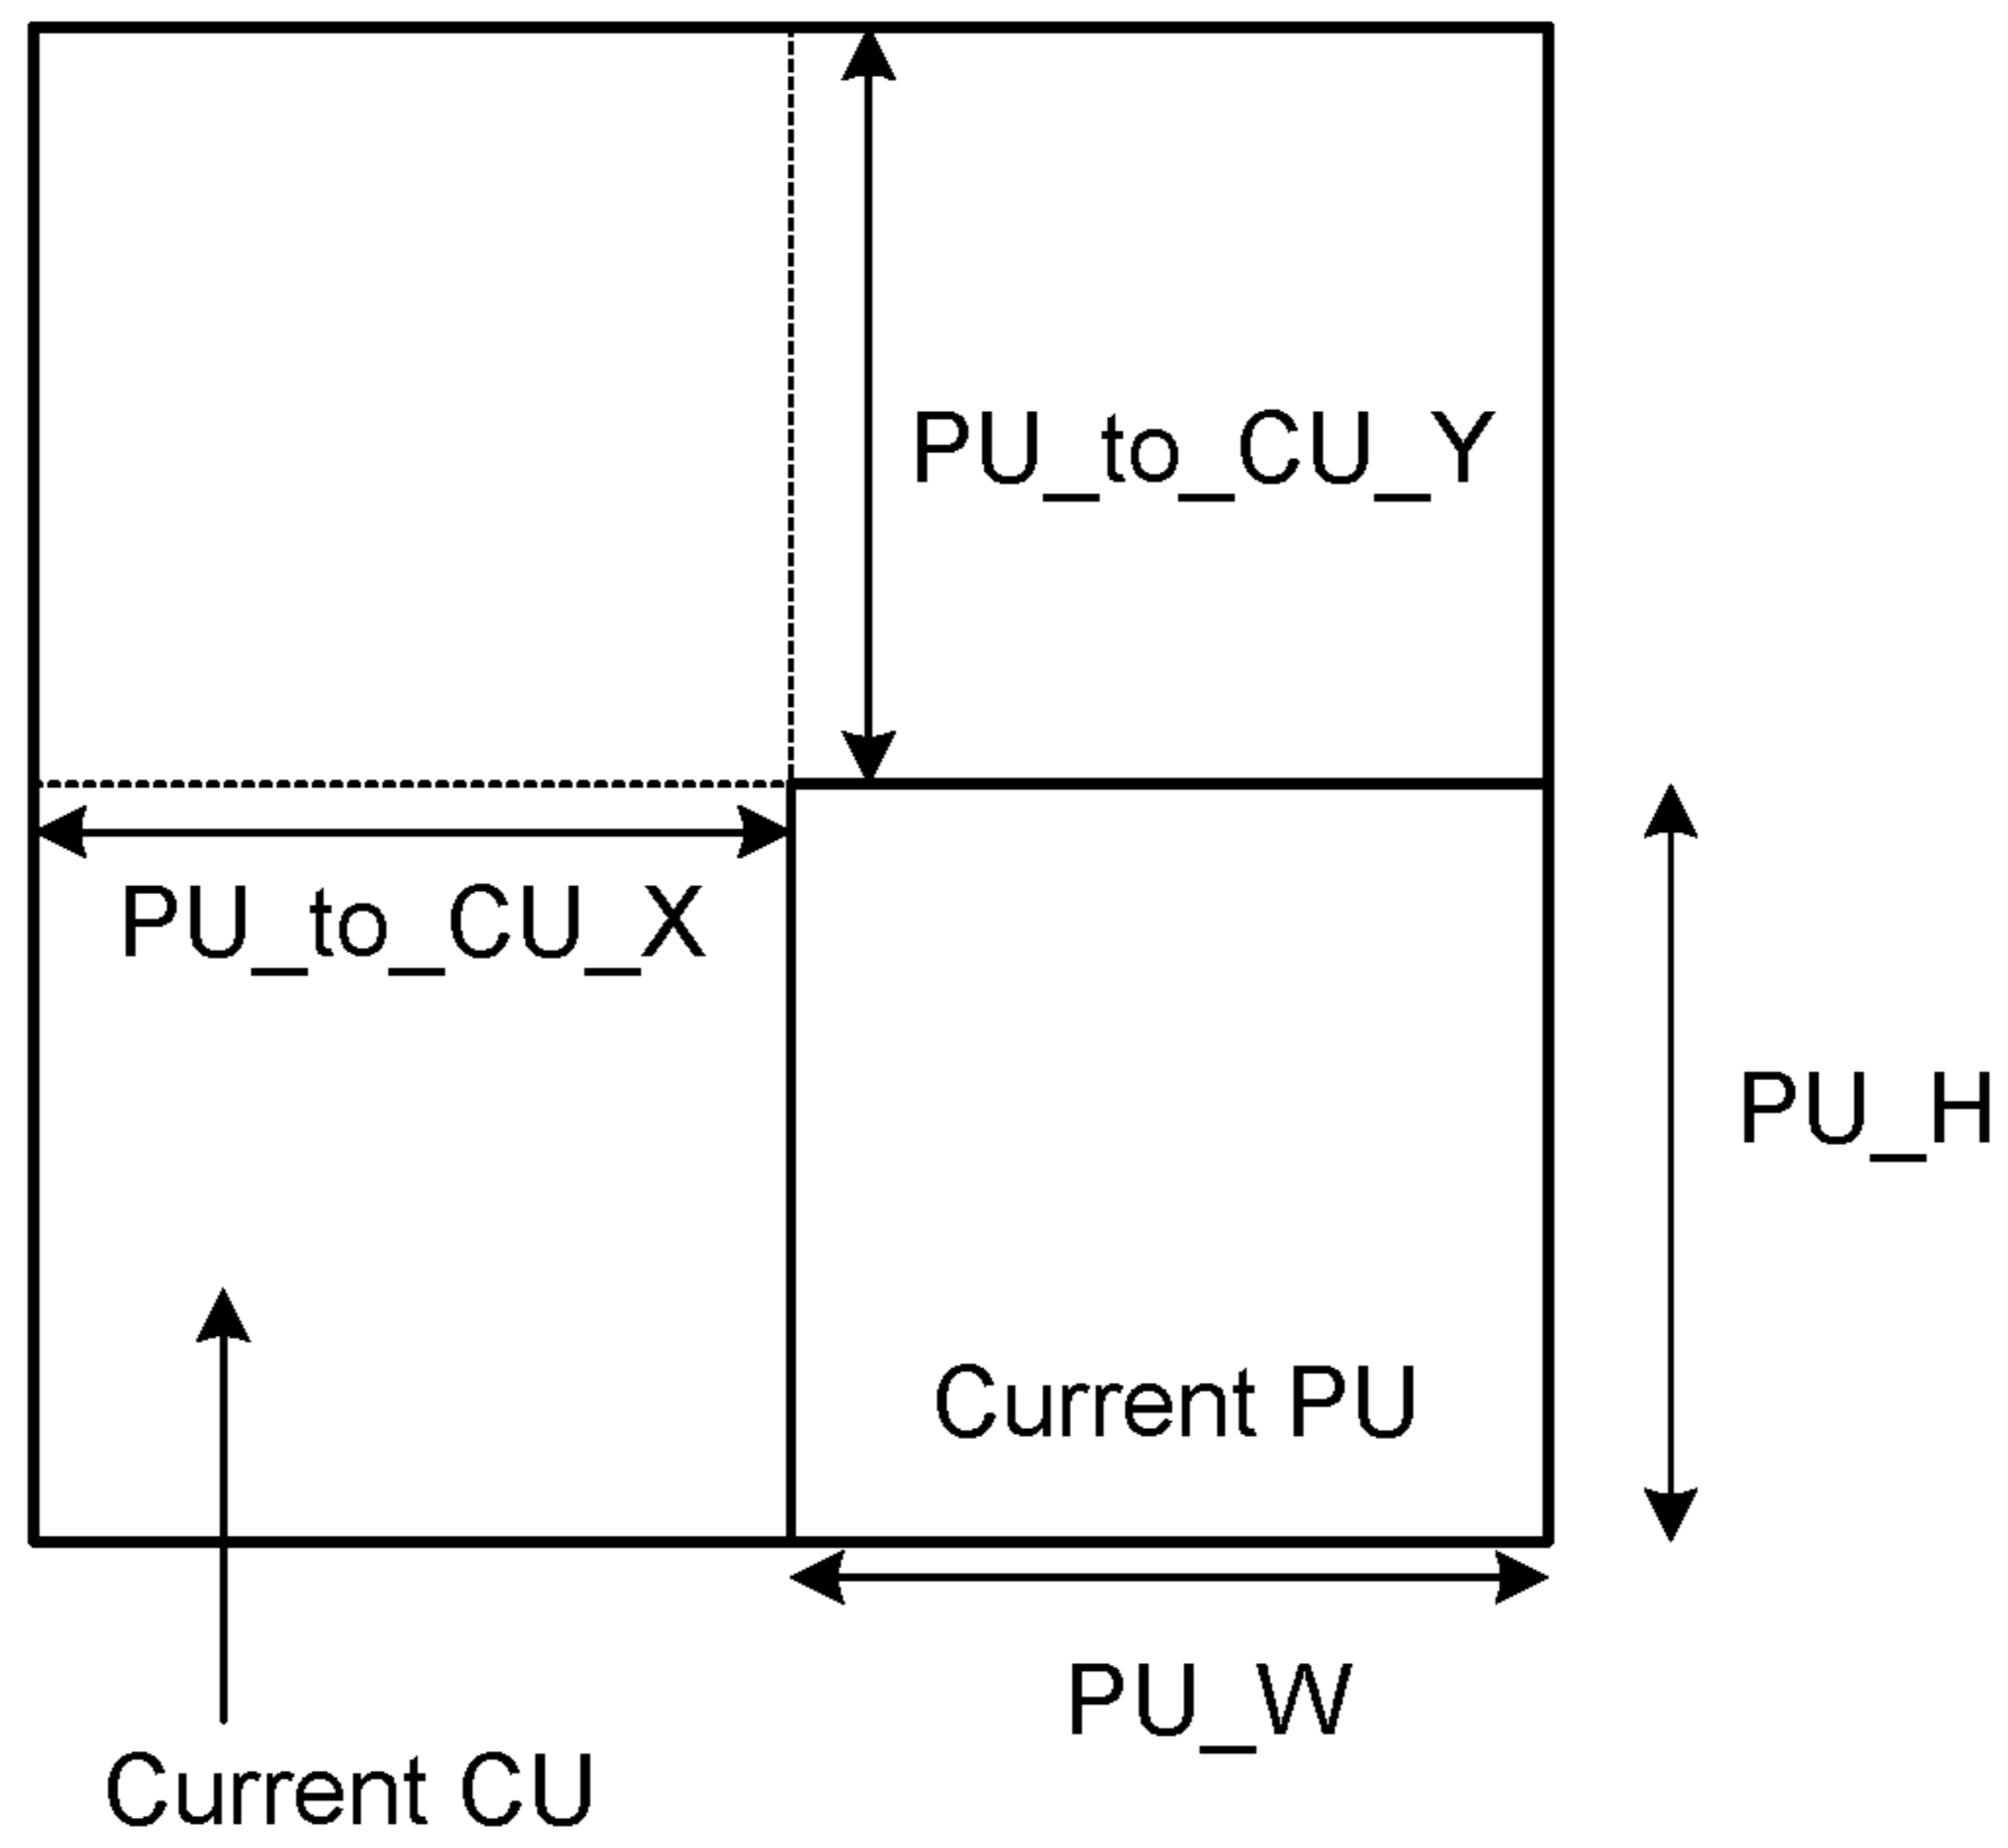 PU_to_CU_Y
PU_to_CU_X
PU_H
Current PU
PU_W
Current CU